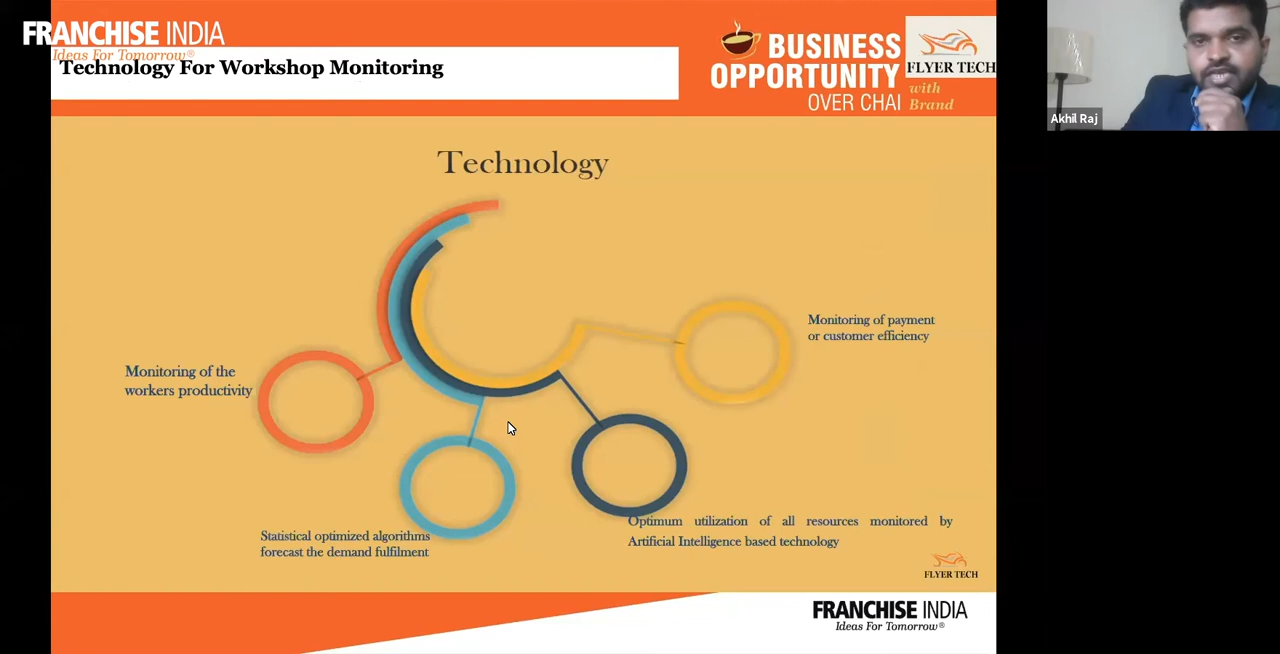 FRANCHISE INDIA
Ideas For Tomorrow®
Technology For Workshop Monitoring
BUSINESS
OPPORTUNITY
OVER CHAI
FLYER TECH
with
Brand
Akhil Raj
Technology
Monitoring of payment
or customer efficiency
Monitoring of the
workers productivity
Optimum utilization of all resources monitored by
Artificial Intelligence based technology
Statistical optimized algorithms
forecast the demand fulfilment
FLYER TECH
FRANCHISE INDIA
Ideas For Tomorrow®